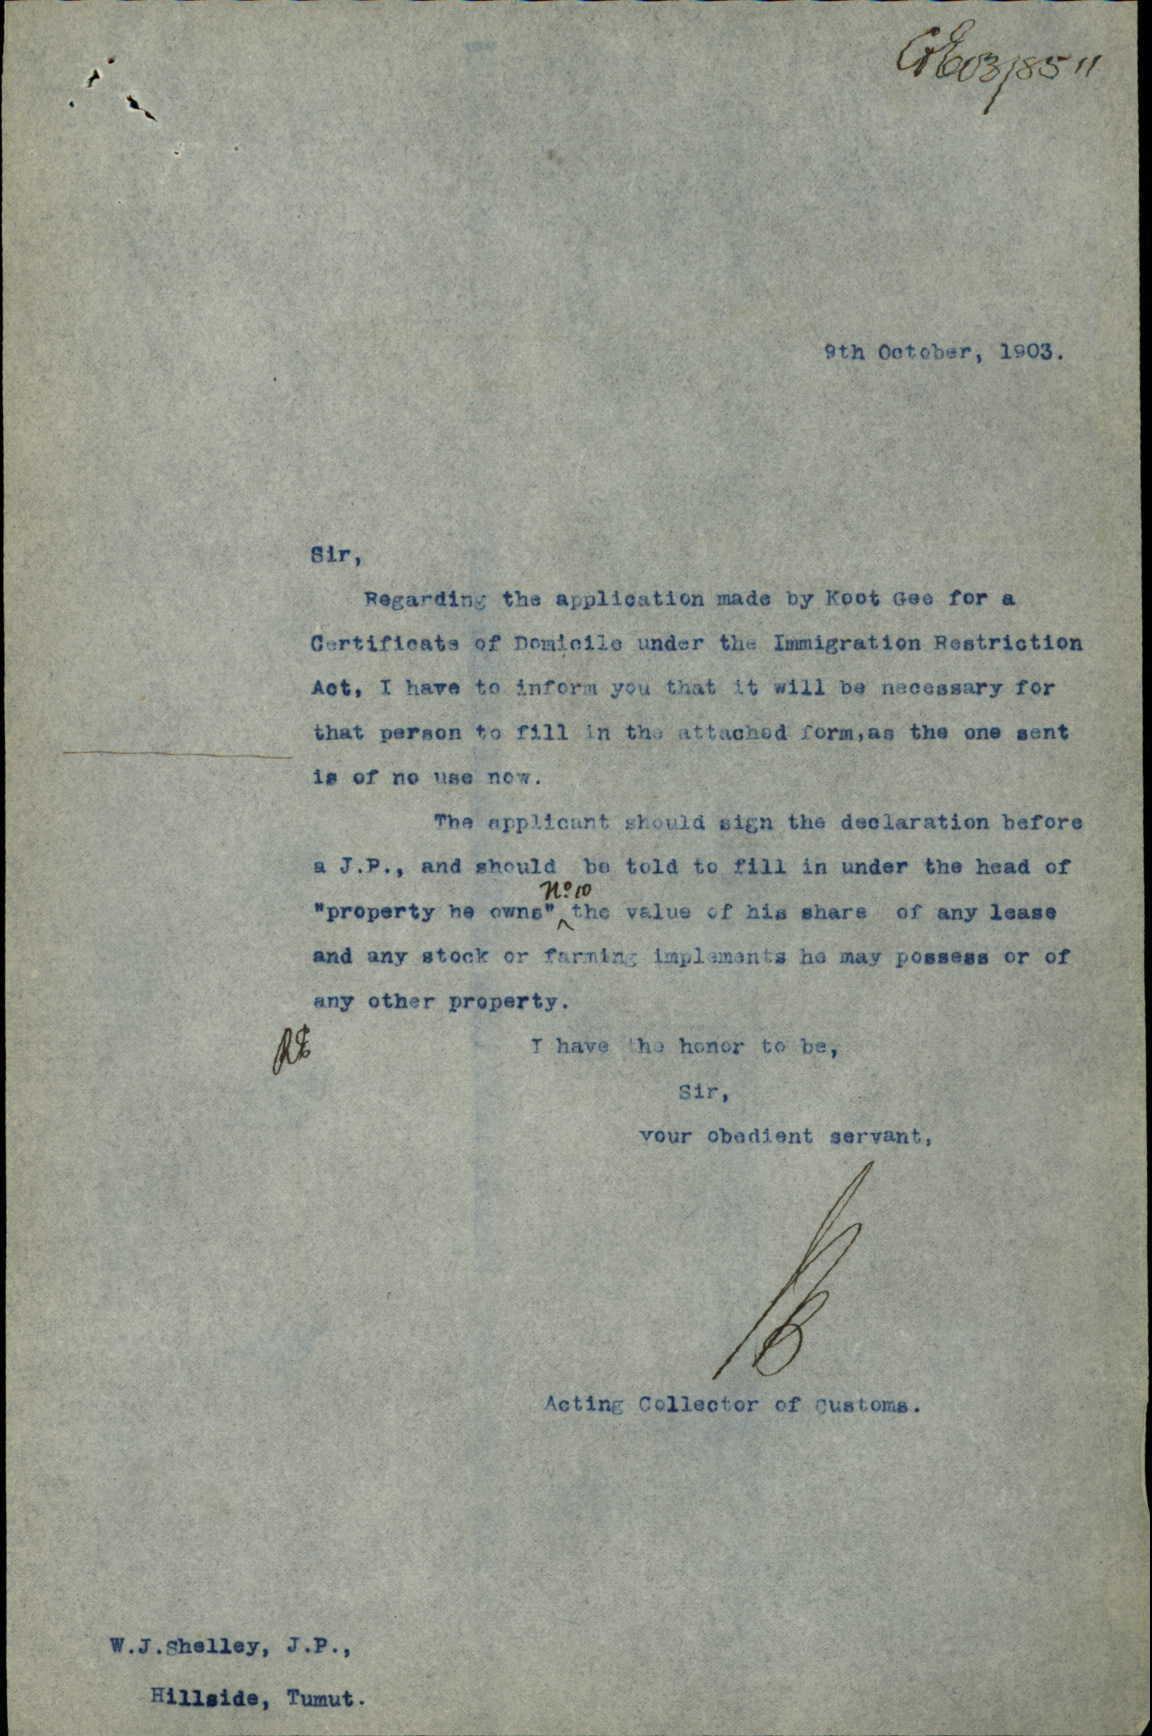 03/8511
9th October, 1903.
Sir,
Regarding the application made by Koot Gee for a
Certificate of Domicile under the Immigration Restriction
Act, I have to inform you that it will be necessary for
that person to fill in the attached form,as the one sent
is of no use now.
The applicant should sign the declaration before
a J.P., and should be told to fill in under the head of
No 10
"property he owns" ^ the value of his share of any lease
and any stock or farming implements he may possess or of
any other property.
I have the honor to be,
Sir,
your obedient servant,
Acting Collector of Customs.
W.J.Shelley, J.P.,
Hillside, Tumut.